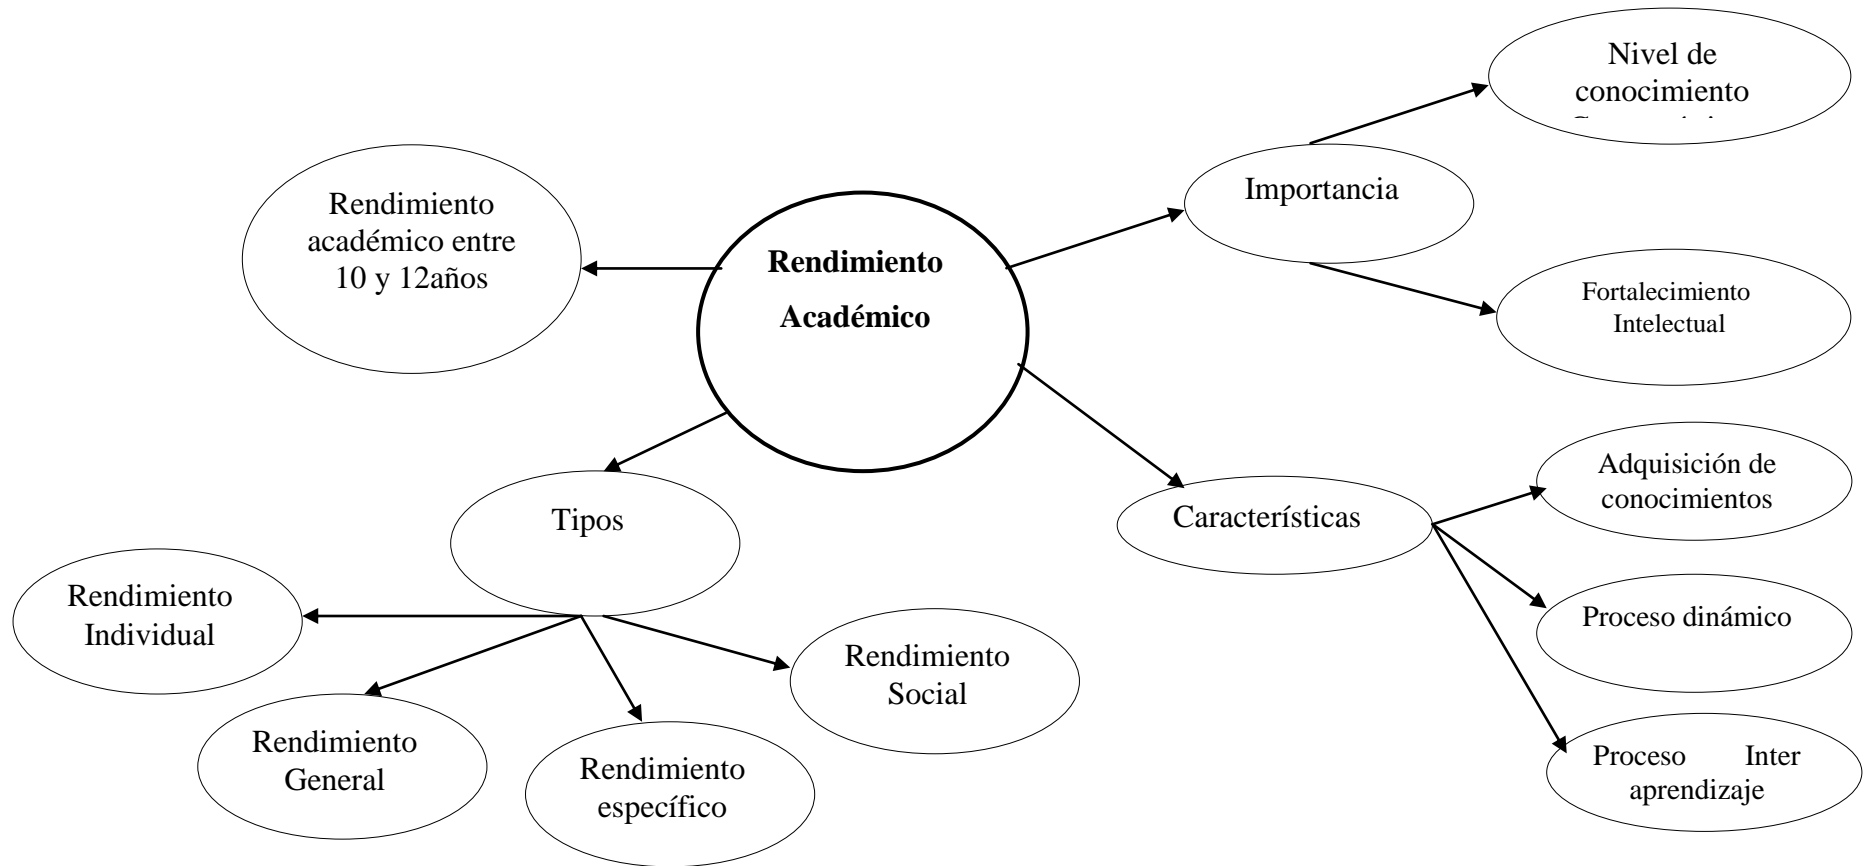 Nivel de
conocimiento
Rendimiento
académico entre
10 y 12años
Rendimiento
Académico
Importancia
Fortalecimiento
Intelectual
Tipos
Características
Adquisición de
conocimientos
Rendimiento
Individual
Rendimiento
General
Rendimiento
específico
Rendimiento
Social
Proceso dinámico
Proceso Inter
aprendizaje